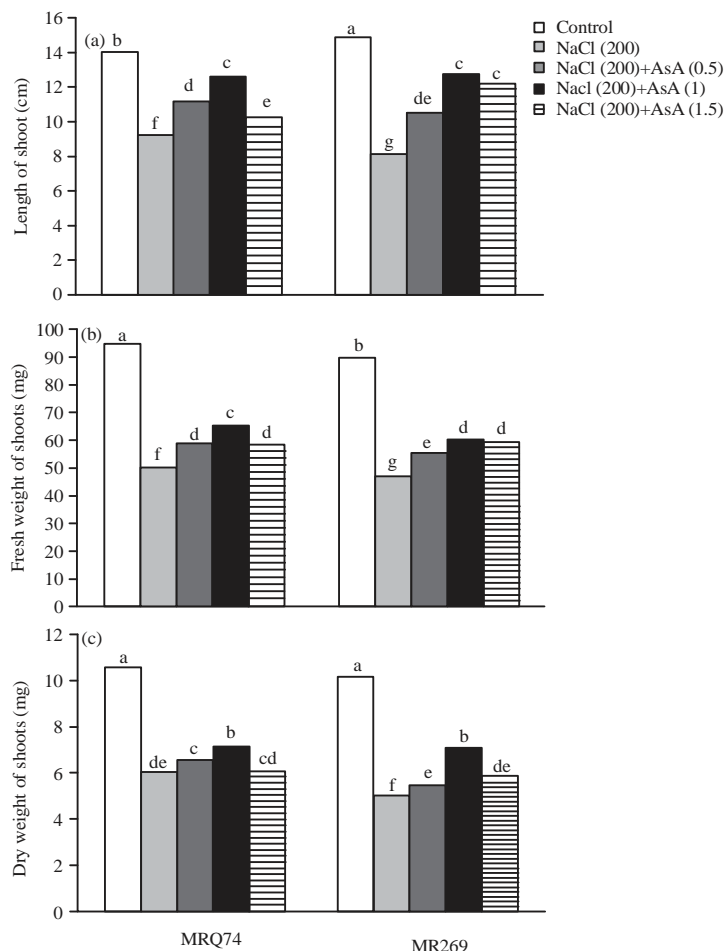 Control
NaCl (200)
NaCl (200)+AsA (0.5)
Nacl (200)+AsA (1)
NaCl (200)+AsA (1.5)
(a)
Length of shoot (cm)
16
14
12
10
8
6
4
2
0
b
f
d
c
e
a
g
de
c
c
(b)
Fresh weight of shoots (mg)
100
90
80
70
60
50
40
30
20
10
0
a
f
d
c
d
b
g
e
d
d
(c)
Dry weight of shoots (mg)
12
10
8
6
4
2
0
a
de
c
b
cd
a
f
e
b
de
MRQ74
MR269